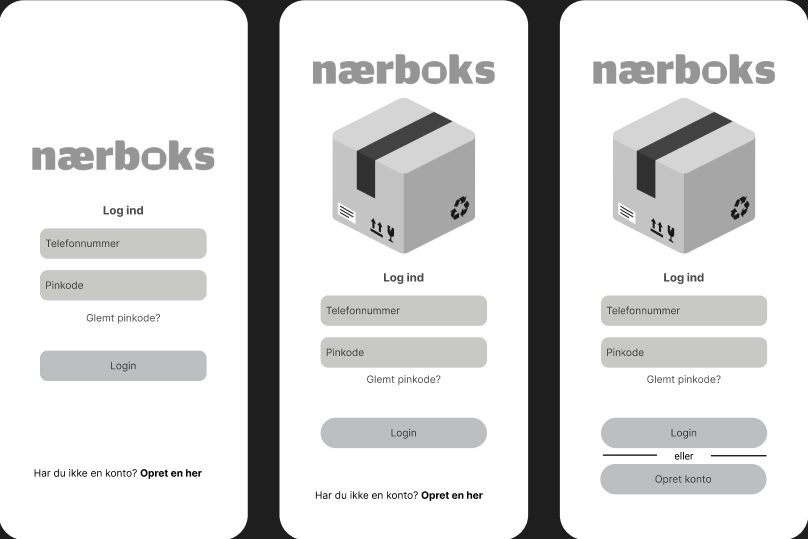 nærboks
Log ind
Telefonnummer
Pinkode
Glemt pinkode?
Login
Har du ikke en konto? Opret en her
nærboks
Log ind
Telefonnummer
Pinkode
Glemt pinkode?
Login
Har du ikke en konto? Opret en her
nærboks
Log ind
Telefonnummer
Pinkode
Glemt pinkode?
Login
eller
Opret konto